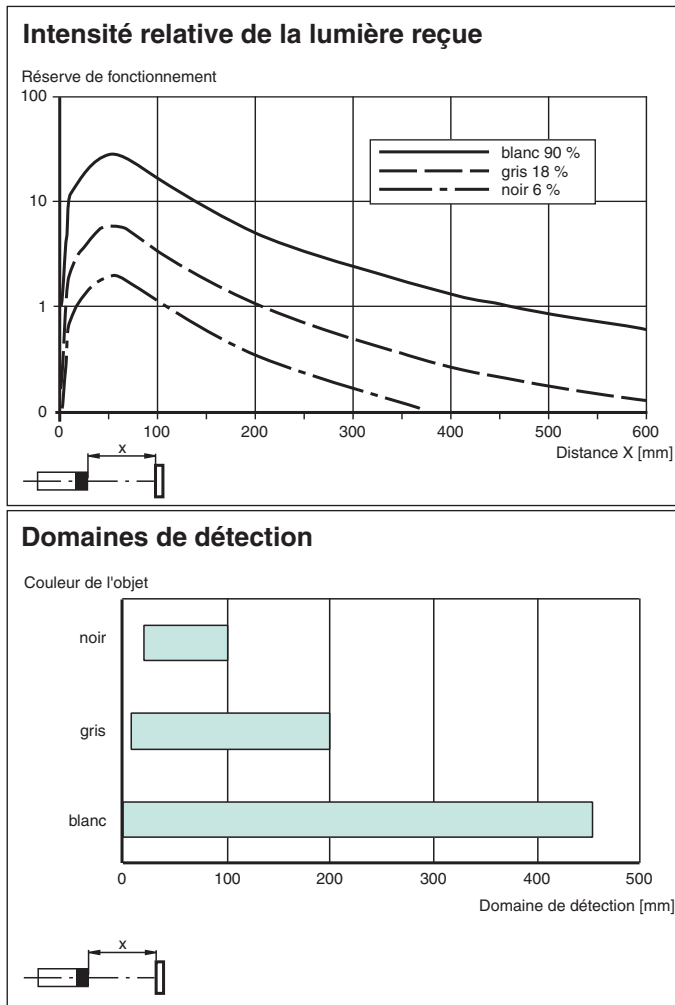 Intensité relative de la lumière reçue
Réserve de fonctionnement
100
10
1
0
blanc 90 %
gris 18 %
noir 6 %
0 100 200 300 400 500 600
Distance X [mm]
x
Domaines de détection
Couleur de l'objet
noir
gris
blanc
0 100 200 300 400 500
Domaine de détection [mm]
x